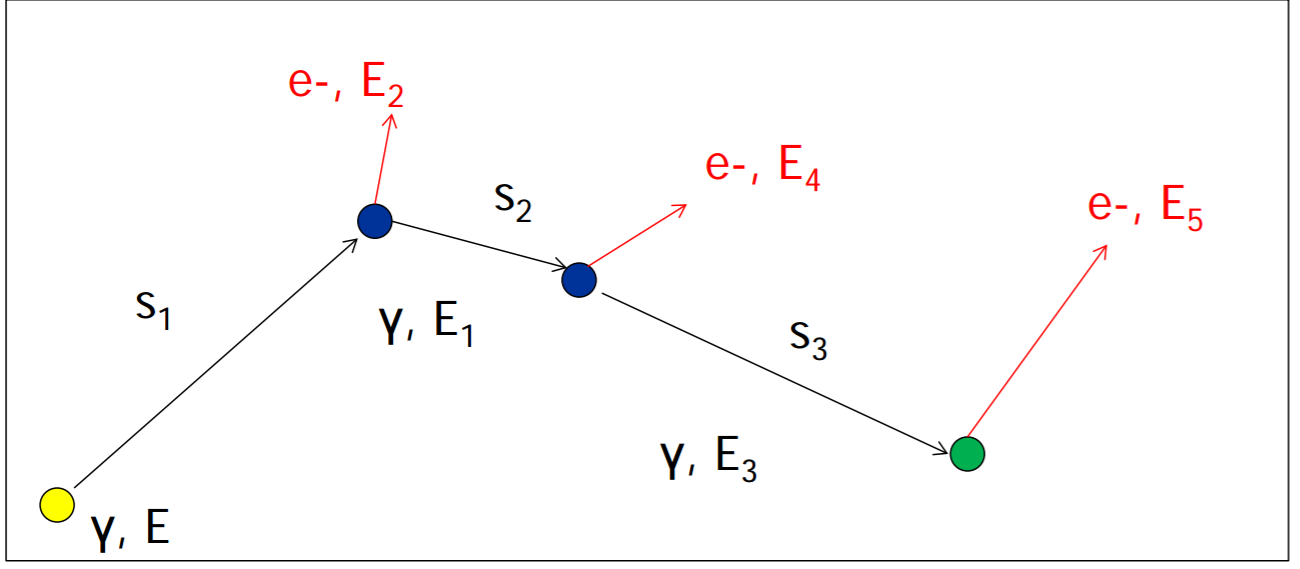 e-, E₂
e-, E₄
s₂
e-, E₅
s₁
γ, E₁
s₃
γ, E₃
γ, E